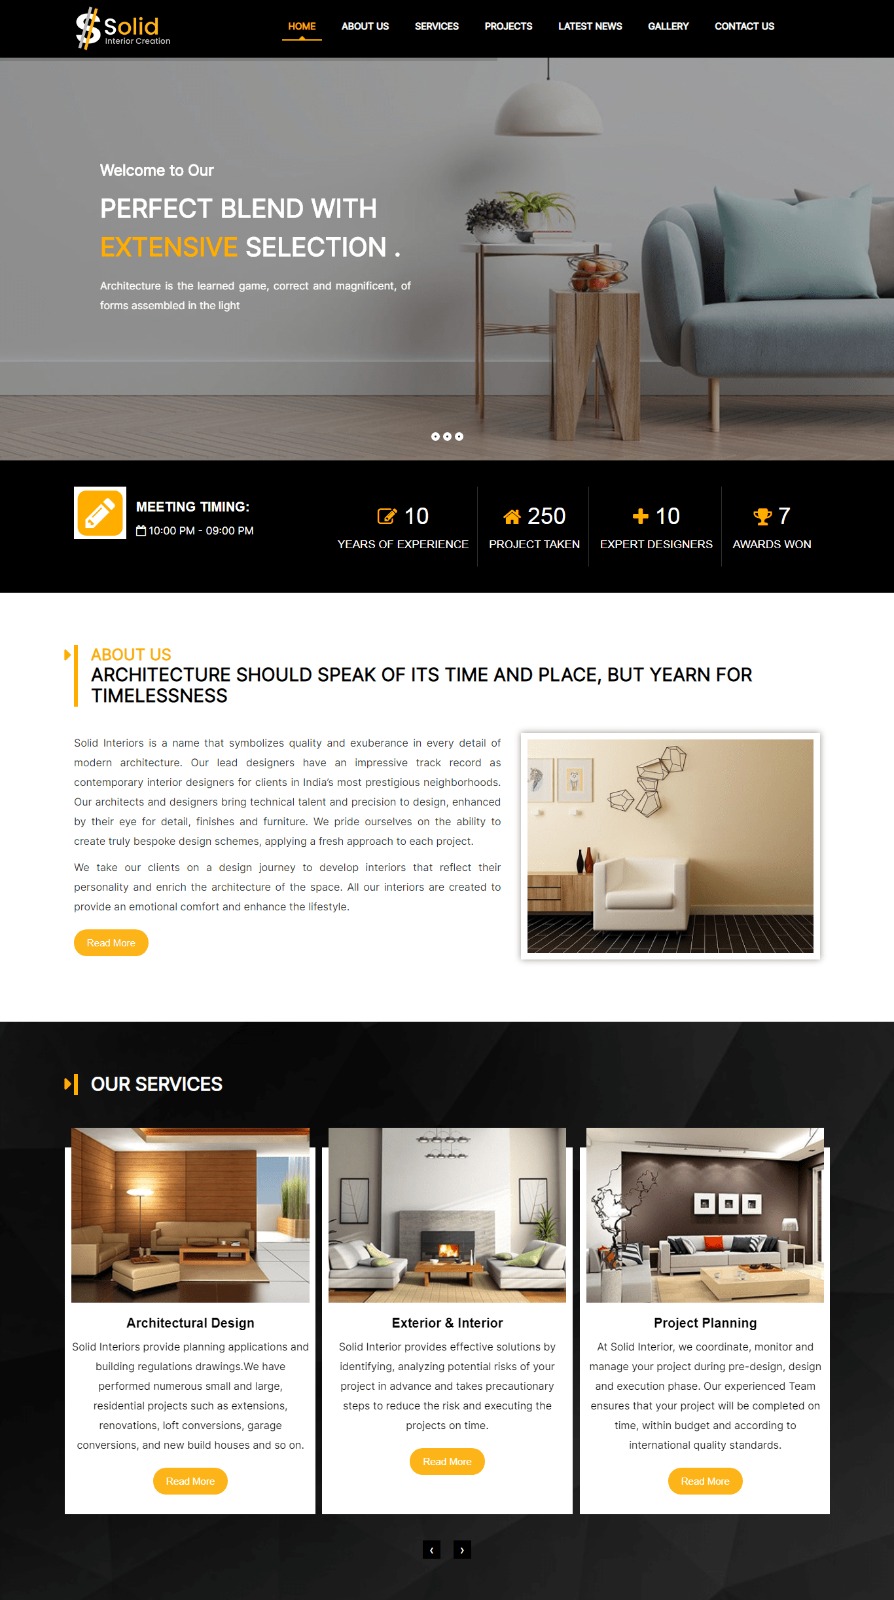 Solid
Interior Creation
HOME ABOUT US SERVICES PROJECTS LATEST NEWS GALLERY CONTACT US
Welcome to Our
PERFECT BLEND WITH
EXTENSIVE SELECTION .
Architecture is the learned game, correct and magnificent, of
forms assembled in the light
MEETING TIMING:
10:00 PM - 09:00 PM
10
YEARS OF EXPERIENCE
250
PROJECT TAKEN
10
EXPERT DESIGNERS
7
AWARDS WON
ABOUT US
ARCHITECTURE SHOULD SPEAK OF ITS TIME AND PLACE, BUT YEARN FOR
TIMELESSNESS
Solid Interiors is a name that symbolizes quality and exuberance in every detail of
modern architecture. Our lead designers have an impressive track record as
contemporary interior designers for clients in India's most prestigious neighborhoods.
Our architects and designers bring technical talent and precision to design, enhanced
by their eye for detail, finishes and furniture. We pride ourselves on the ability to
create truly bespoke design schemes, applying a fresh approach to each project.
We take our clients on a design journey to develop interiors that reflect their
personality and enrich the architecture of the space. All our interiors are created to
provide an emotional comfort and enhance the lifestyle.
Read More
OUR SERVICES
Architectural Design
Solid Interiors provide planning applications and
building regulations drawings.We have
performed numerous small and large,
residential projects such as extensions,
renovations, loft conversions, garage
conversions, and new build houses and so on.
Read More
Exterior & Interior
Solid Interior provides effective solutions by
identifying, analyzing potential risks of your
project in advance and takes precautionary
steps to reduce the risk and executing the
projects on time.
Read More
Project Planning
At Solid Interior, we coordinate, monitor and
manage your project during pre-design, design
and execution phase. Our experienced Team
ensures that your project will be completed on
time, within budget and according to
international quality standards.
Read More
‹ ›